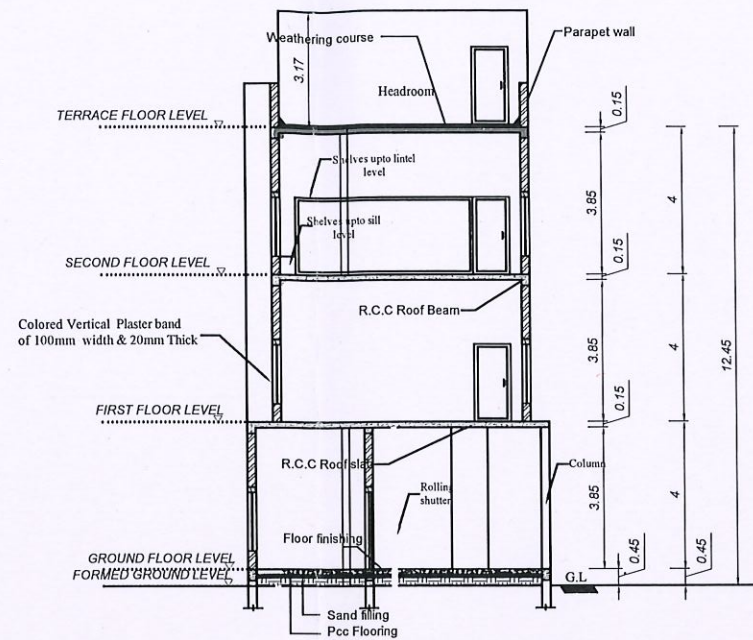 Weathering course
Parapet wall
3.17
Headroom
0.15
TERRACE FLOOR LEVEL
Shelves upto lintel
level
3.85
4
Shelves upto sill
level
SECOND FLOOR LEVEL
0.15
R.C.C Roof Beam
Colored Vertical Plaster band
of 100mm width & 20mm Thick
3.85
4
12.45
FIRST FLOOR LEVEL
0.15
R.C.C Roof slab
Column
Rolling
shutter
3.85
4
Floor finishing
GROUND FLOOR LEVEL
FORMED GROUND LEVEL
G.L
0.45
0.45
Sand filling
Pcc Flooring